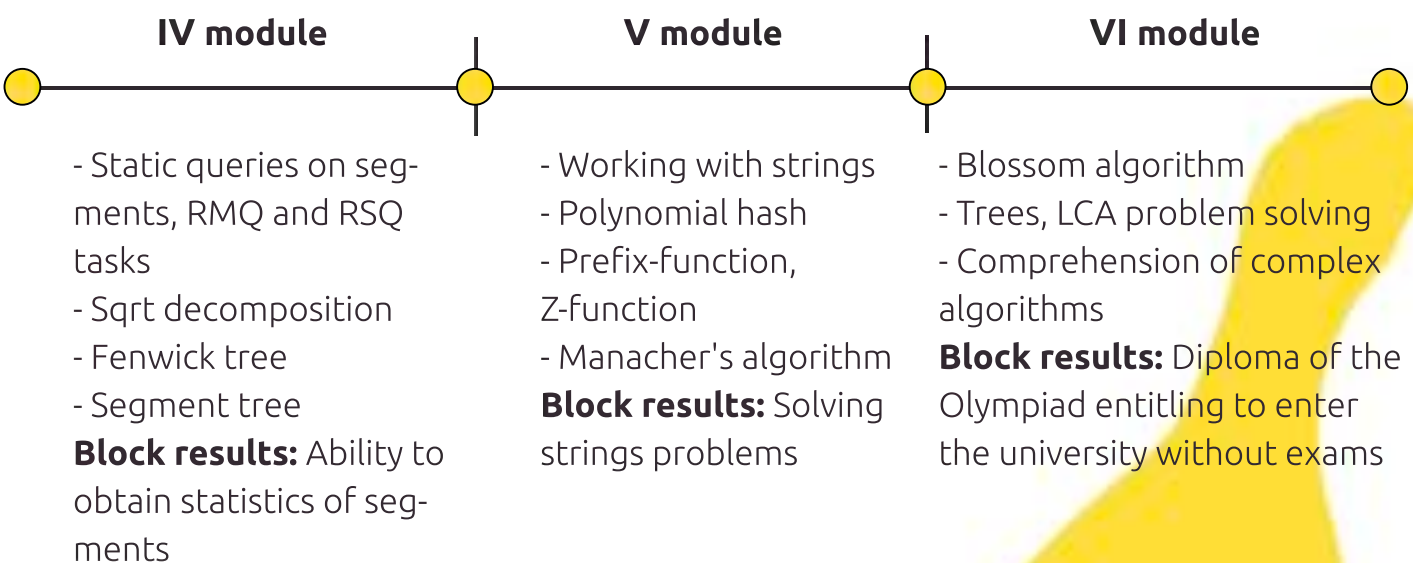 IV module
- Static queries on seg-
ments, RMQ and RSQ
tasks
- Sqrt decomposition
- Fenwick tree
- Segment tree
Block results: Ability to
obtain statistics of seg-
ments
V module
- Working with strings
- Polynomial hash
- Prefix-function,
Z-function
- Manacher's algorithm
Block results: Solving
strings problems
VI module
- Blossom algorithm
- Trees, LCA problem solving
- Comprehension of complex
algorithms
Block results: Diploma of the
Olympiad entitling to enter
the university without exams